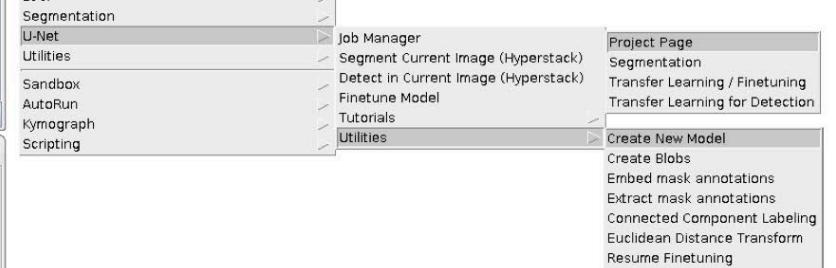 Segmentation
U-Net
Utilities
Sandbox
AutoRun
Kymograph
Scripting
Job Manager
Segment Current Image (Hyperstack)
Detect in Current Image (Hyperstack)
Finetune Model
Tutorials
Utilities
Project Page
Segmentation
Transfer Learning / Finetuning
Transfer Learning for Detection
Create New Model
Create Blobs
Embed mask annotations
Extract mask annotations
Connected Component Labeling
Euclidean Distance Transform
Resume Finetuning